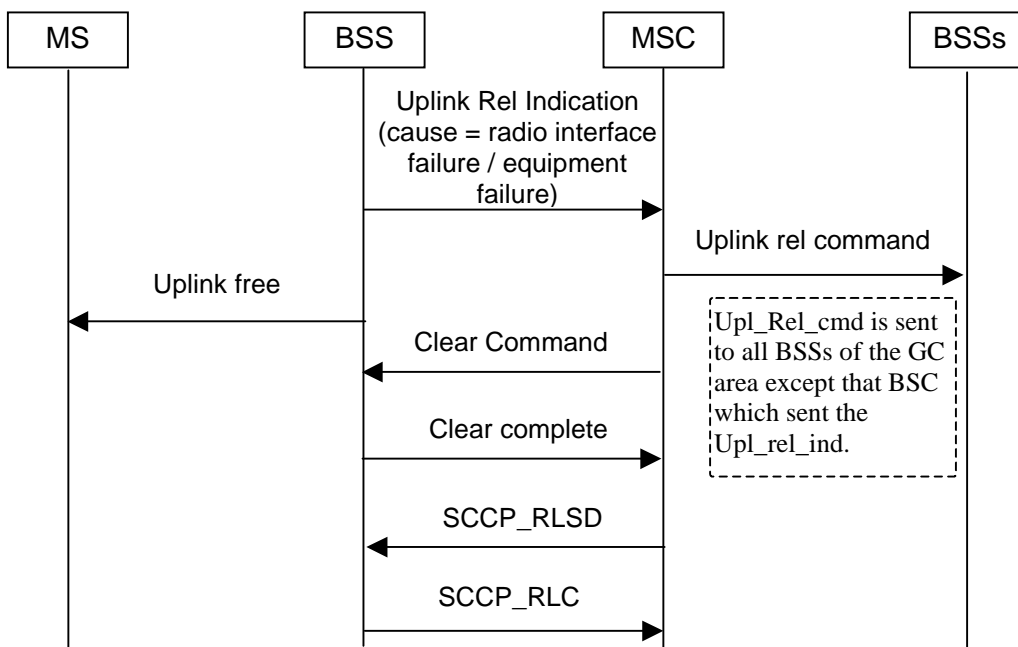 MS
BSS
MSC
BSSs
Uplink Rel Indication
(cause = radio interface
failure / equipment
failure)
Uplink rel command
Uplink free
Upl_Rel_cmd is sent
to all BSSs of the GC
area except that BSC
which sent the
Upl_rel_ind.
Clear Command
Clear complete
SCCP_RLSD
SCCP_RLC